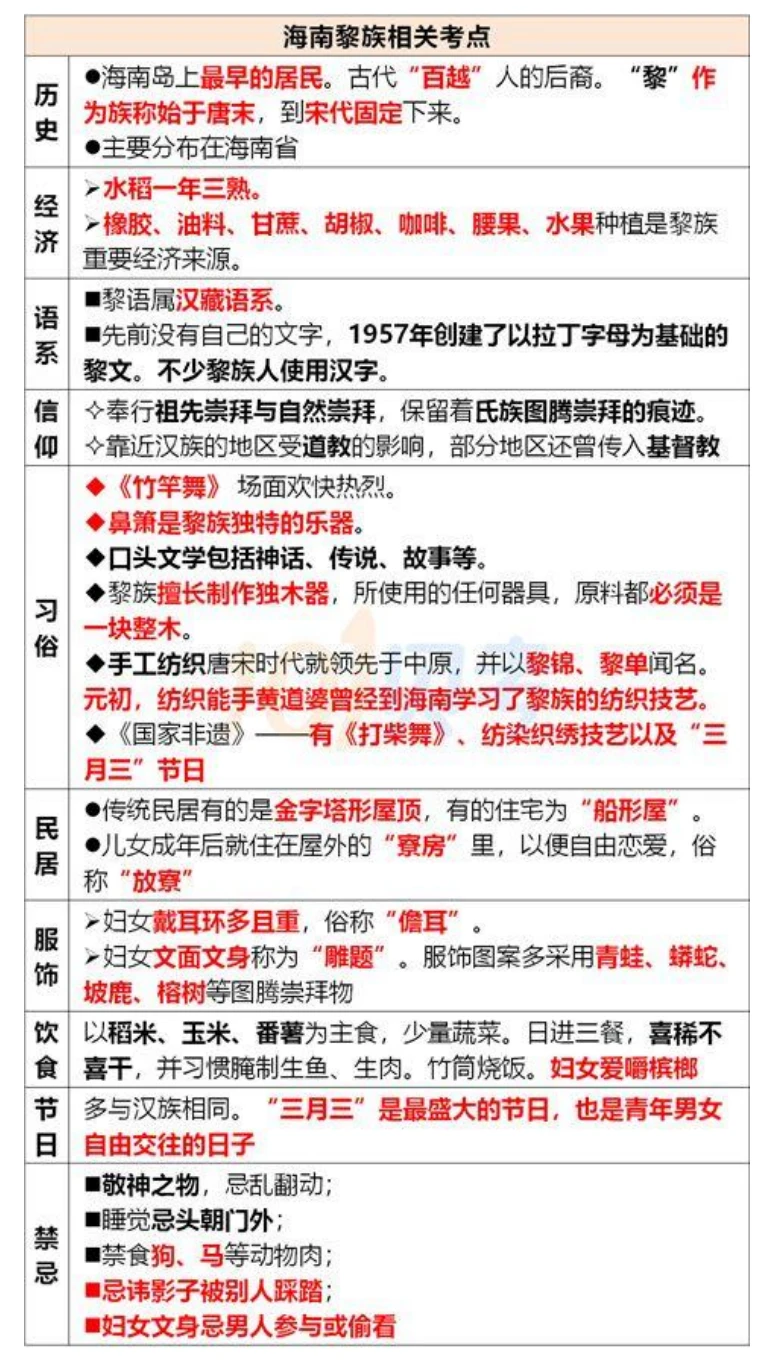 海南黎族相关考点
历史
●海南岛上最早的居民。古代“百越”人的后裔。“黎”作
为族称始于唐末，到宋代固定下来。
●主要分布在海南省
经济
➢水稻一年三熟。
➢橡胶、油料、甘蔗、胡椒、咖啡、腰果、水果种植是黎族
重要经济来源。
语系
■黎语属汉藏语系。
■先前没有自己的文字，1957年创建了以拉丁字母为基础的
黎文。不少黎族人使用汉字。
信仰
✧奉行祖先崇拜与自然崇拜，保留着氏族图腾崇拜的痕迹。
✧靠近汉族的地区受道教的影响，部分地区还曾传入基督教
习俗
◆《竹竿舞》 场面欢快热烈。
◆鼻箫是黎族独特的乐器。
◆口头文学包括神话、传说、故事等。
◆黎族擅长制作独木器，所使用的任何器具，原料都必须是
一块整木。
◆手工纺织唐宋时代就领先于中原，并以黎锦、黎单闻名。
元初，纺织能手黄道婆曾经到海南学习了黎族的纺织技艺。
◆《国家非遗》——有《打柴舞》、纺染织绣技艺以及“三
月三”节日
民居
●传统民居有的是金字塔形屋顶，有的住宅为“船形屋”。
●儿女成年后就住在屋外的“寮房”里，以便自由恋爱，俗
称“放寮”
服饰
➢妇女戴耳环多且重，俗称“儋耳”。
➢妇女文面文身称为“雕题”。服饰图案多采用青蛙、蟒蛇、
坡鹿、榕树等图腾崇拜物
饮食
以稻米、玉米、番薯为主食，少量蔬菜。日进三餐，喜稀不
喜干，并习惯腌制生鱼、生肉。竹筒烧饭。妇女爱嚼槟榔
节日
多与汉族相同。“三月三”是最盛大的节日，也是青年男女
自由交往的日子
禁忌
■敬神之物，忌乱翻动；
■睡觉忌头朝门外；
■禁食狗、马等动物肉；
■忌讳影子被别人踩踏；
■妇女文身忌男人参与或偷看